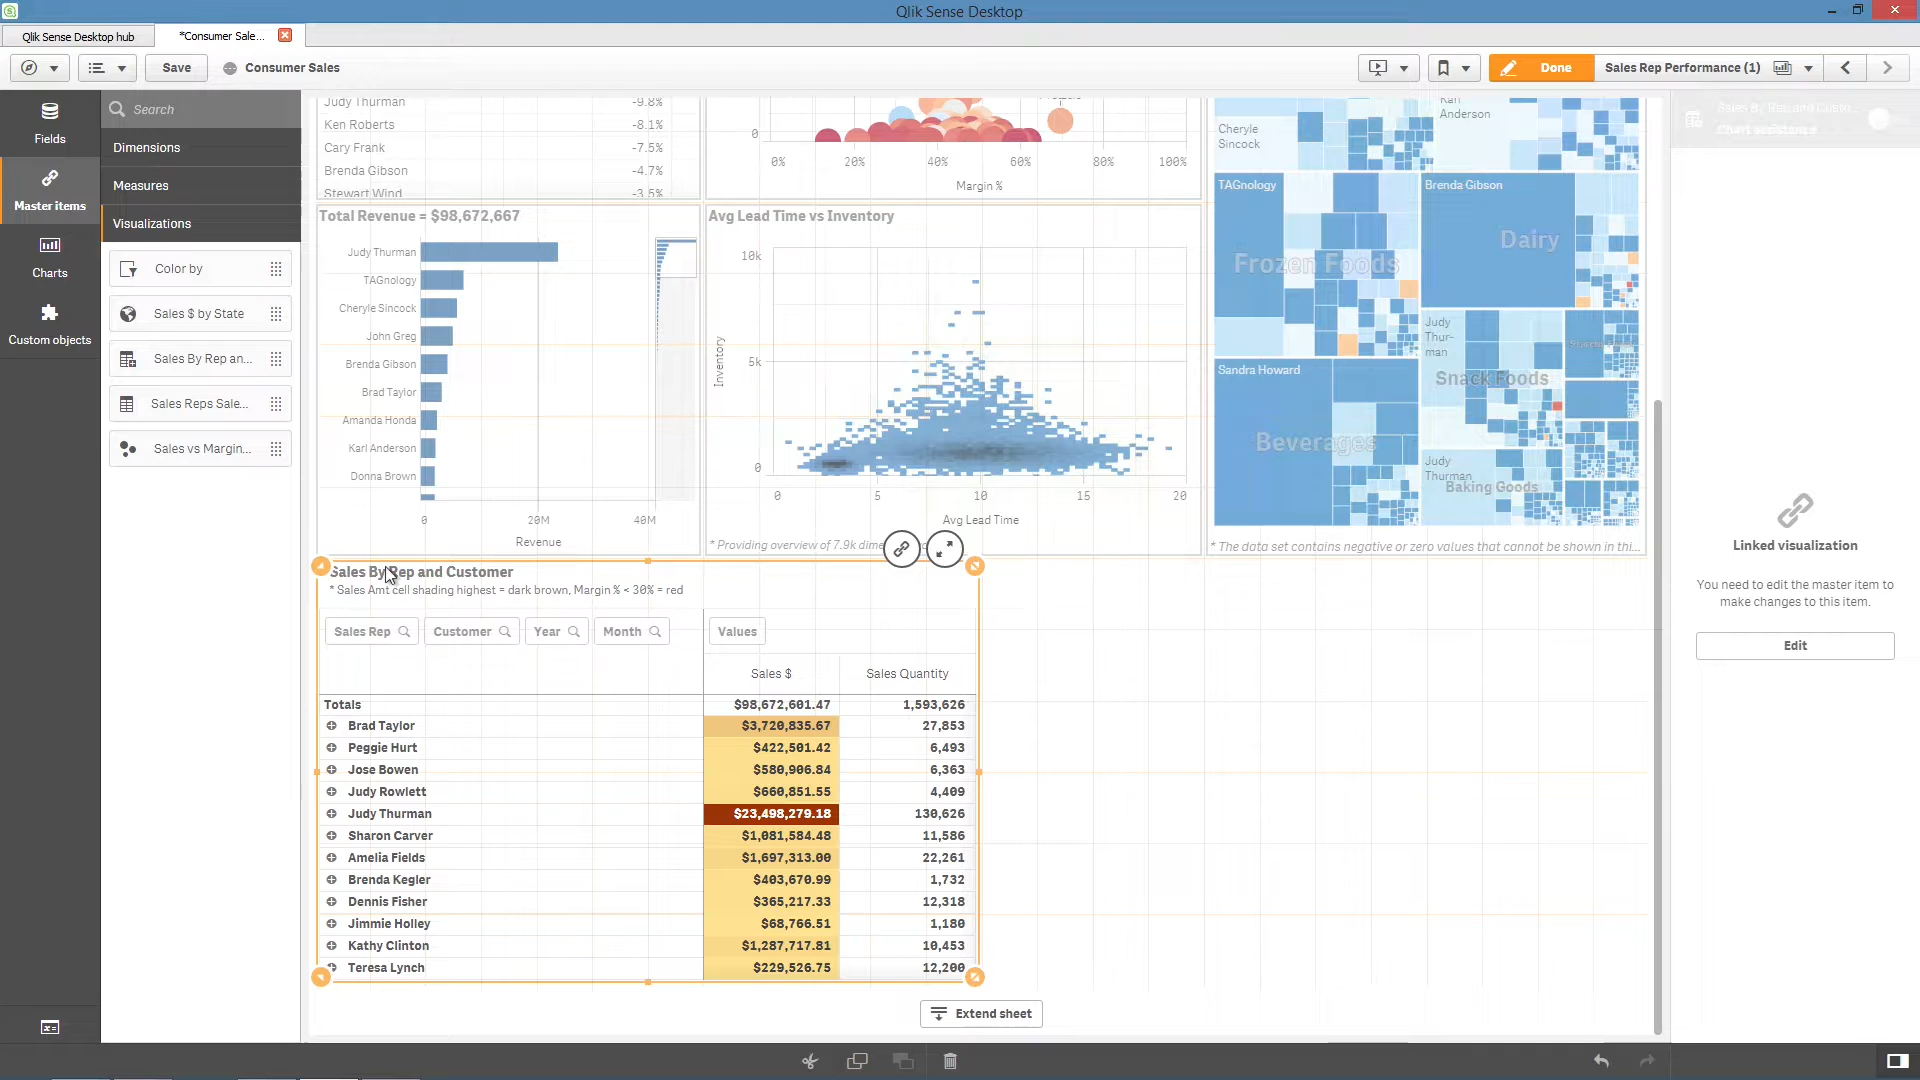 Qlik Sense Desktop
Qlik Sense Desktop hub
*Consumer Sale...
Save
Consumer Sales
Done
Sales Rep Performance (1)
Fields
Master items
Charts
Custom objects
Search
Dimensions
Measures
Visualizations
Color by
Sales $ by State
Sales By Rep an...
Sales Reps Sale...
Sales vs Margin...
Judy Thurman -9.8%
Ken Roberts -8.1%
Cary Frank -7.5%
Brenda Gibson -4.7%
Stewart Wind -3.5%
0
0% 20% 40% 60% 80% 100%
Margin %
Total Revenue = $98,672,667
Judy Thurman
TAGnology
Cheryle Sincock
John Greg
Brenda Gibson
Brad Taylor
Amanda Honda
Karl Anderson
Donna Brown
0 20M 40M
Revenue
Avg Lead Time vs Inventory
10k
5k
0
Inventory
0 5 10 15 20
Avg Lead Time
* Providing overview of 7.9k dime
Cheryle
Sincock
Karl
Anderson
TAGnology
Frozen Foods
Brenda Gibson
Dairy
Sandra Howard
Beverages
Judy
Thur-
man
Snack Foods
Judy
Thurman
Baking Goods
* The data set contains negative or zero values that cannot be shown in thi...
Sales By Rep and Customer
* Sales Amt cell shading highest = dark brown, Margin % < 30% = red
Sales Rep Customer Year Month Values
Sales $ Sales Quantity
Totals $98,672,601.47 1,593,626
Brad Taylor $3,720,835.67 27,853
Peggie Hurt $422,501.42 6,493
Jose Bowen $580,906.84 6,363
Judy Rowlett $660,851.55 4,409
Judy Thurman $23,498,279.18 130,626
Sharon Carver $1,081,584.48 11,586
Amelia Fields $1,697,313.00 22,261
Brenda Kegler $403,670.99 1,732
Dennis Fisher $365,217.33 12,318
Jimmie Holley $68,766.51 1,180
Kathy Clinton $1,287,717.81 10,453
Teresa Lynch $229,526.75 12,200
Extend sheet
Sales By Rep and Custo...
Chart assistance
Linked visualization
You need to edit the master item to
make changes to this item.
Edit